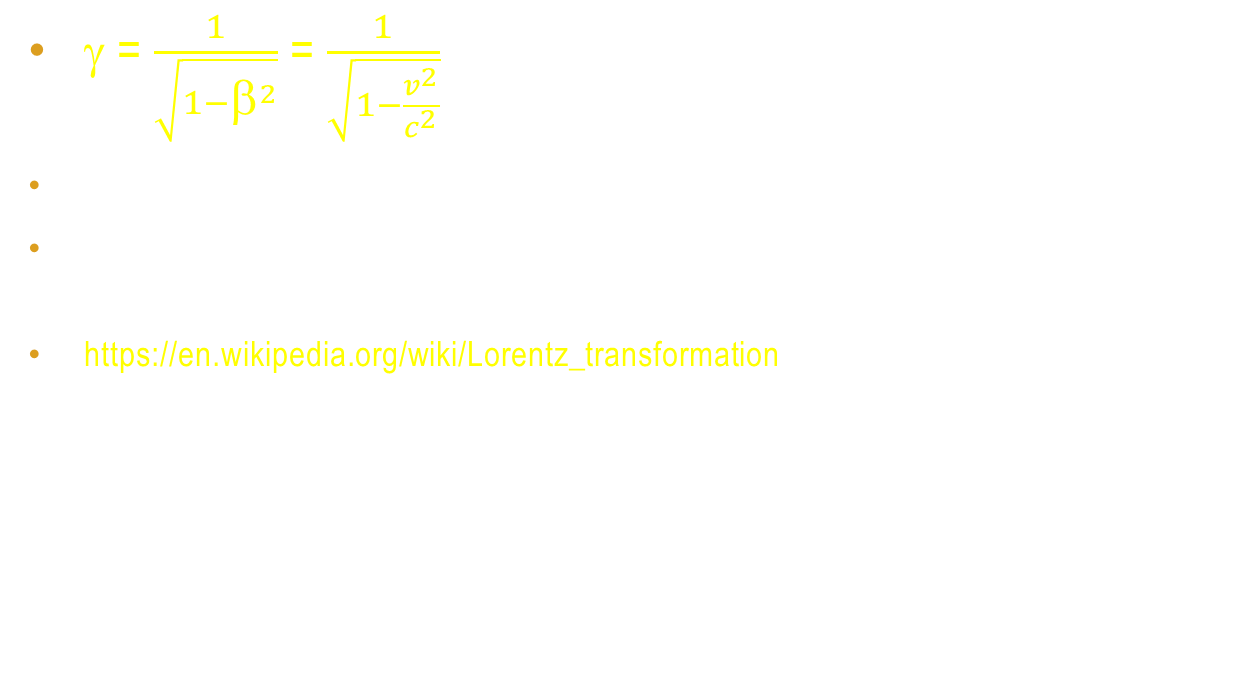 • γ = 1/√(1−β²) = 1/√(1−v²/c²)
•
•
• https://en.wikipedia.org/wiki/Lorentz_transformation